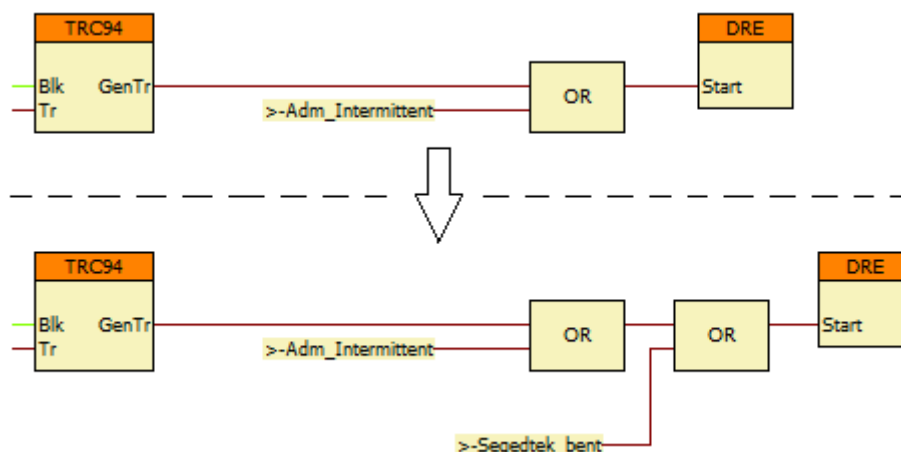 TRC94
DRE
Blk GenTr
OR
Start
Tr
>-Adm_Intermittent
TRC94
DRE
Blk GenTr
OR
OR
Start
Tr
>-Adm_Intermittent
>-Segedtek_bent